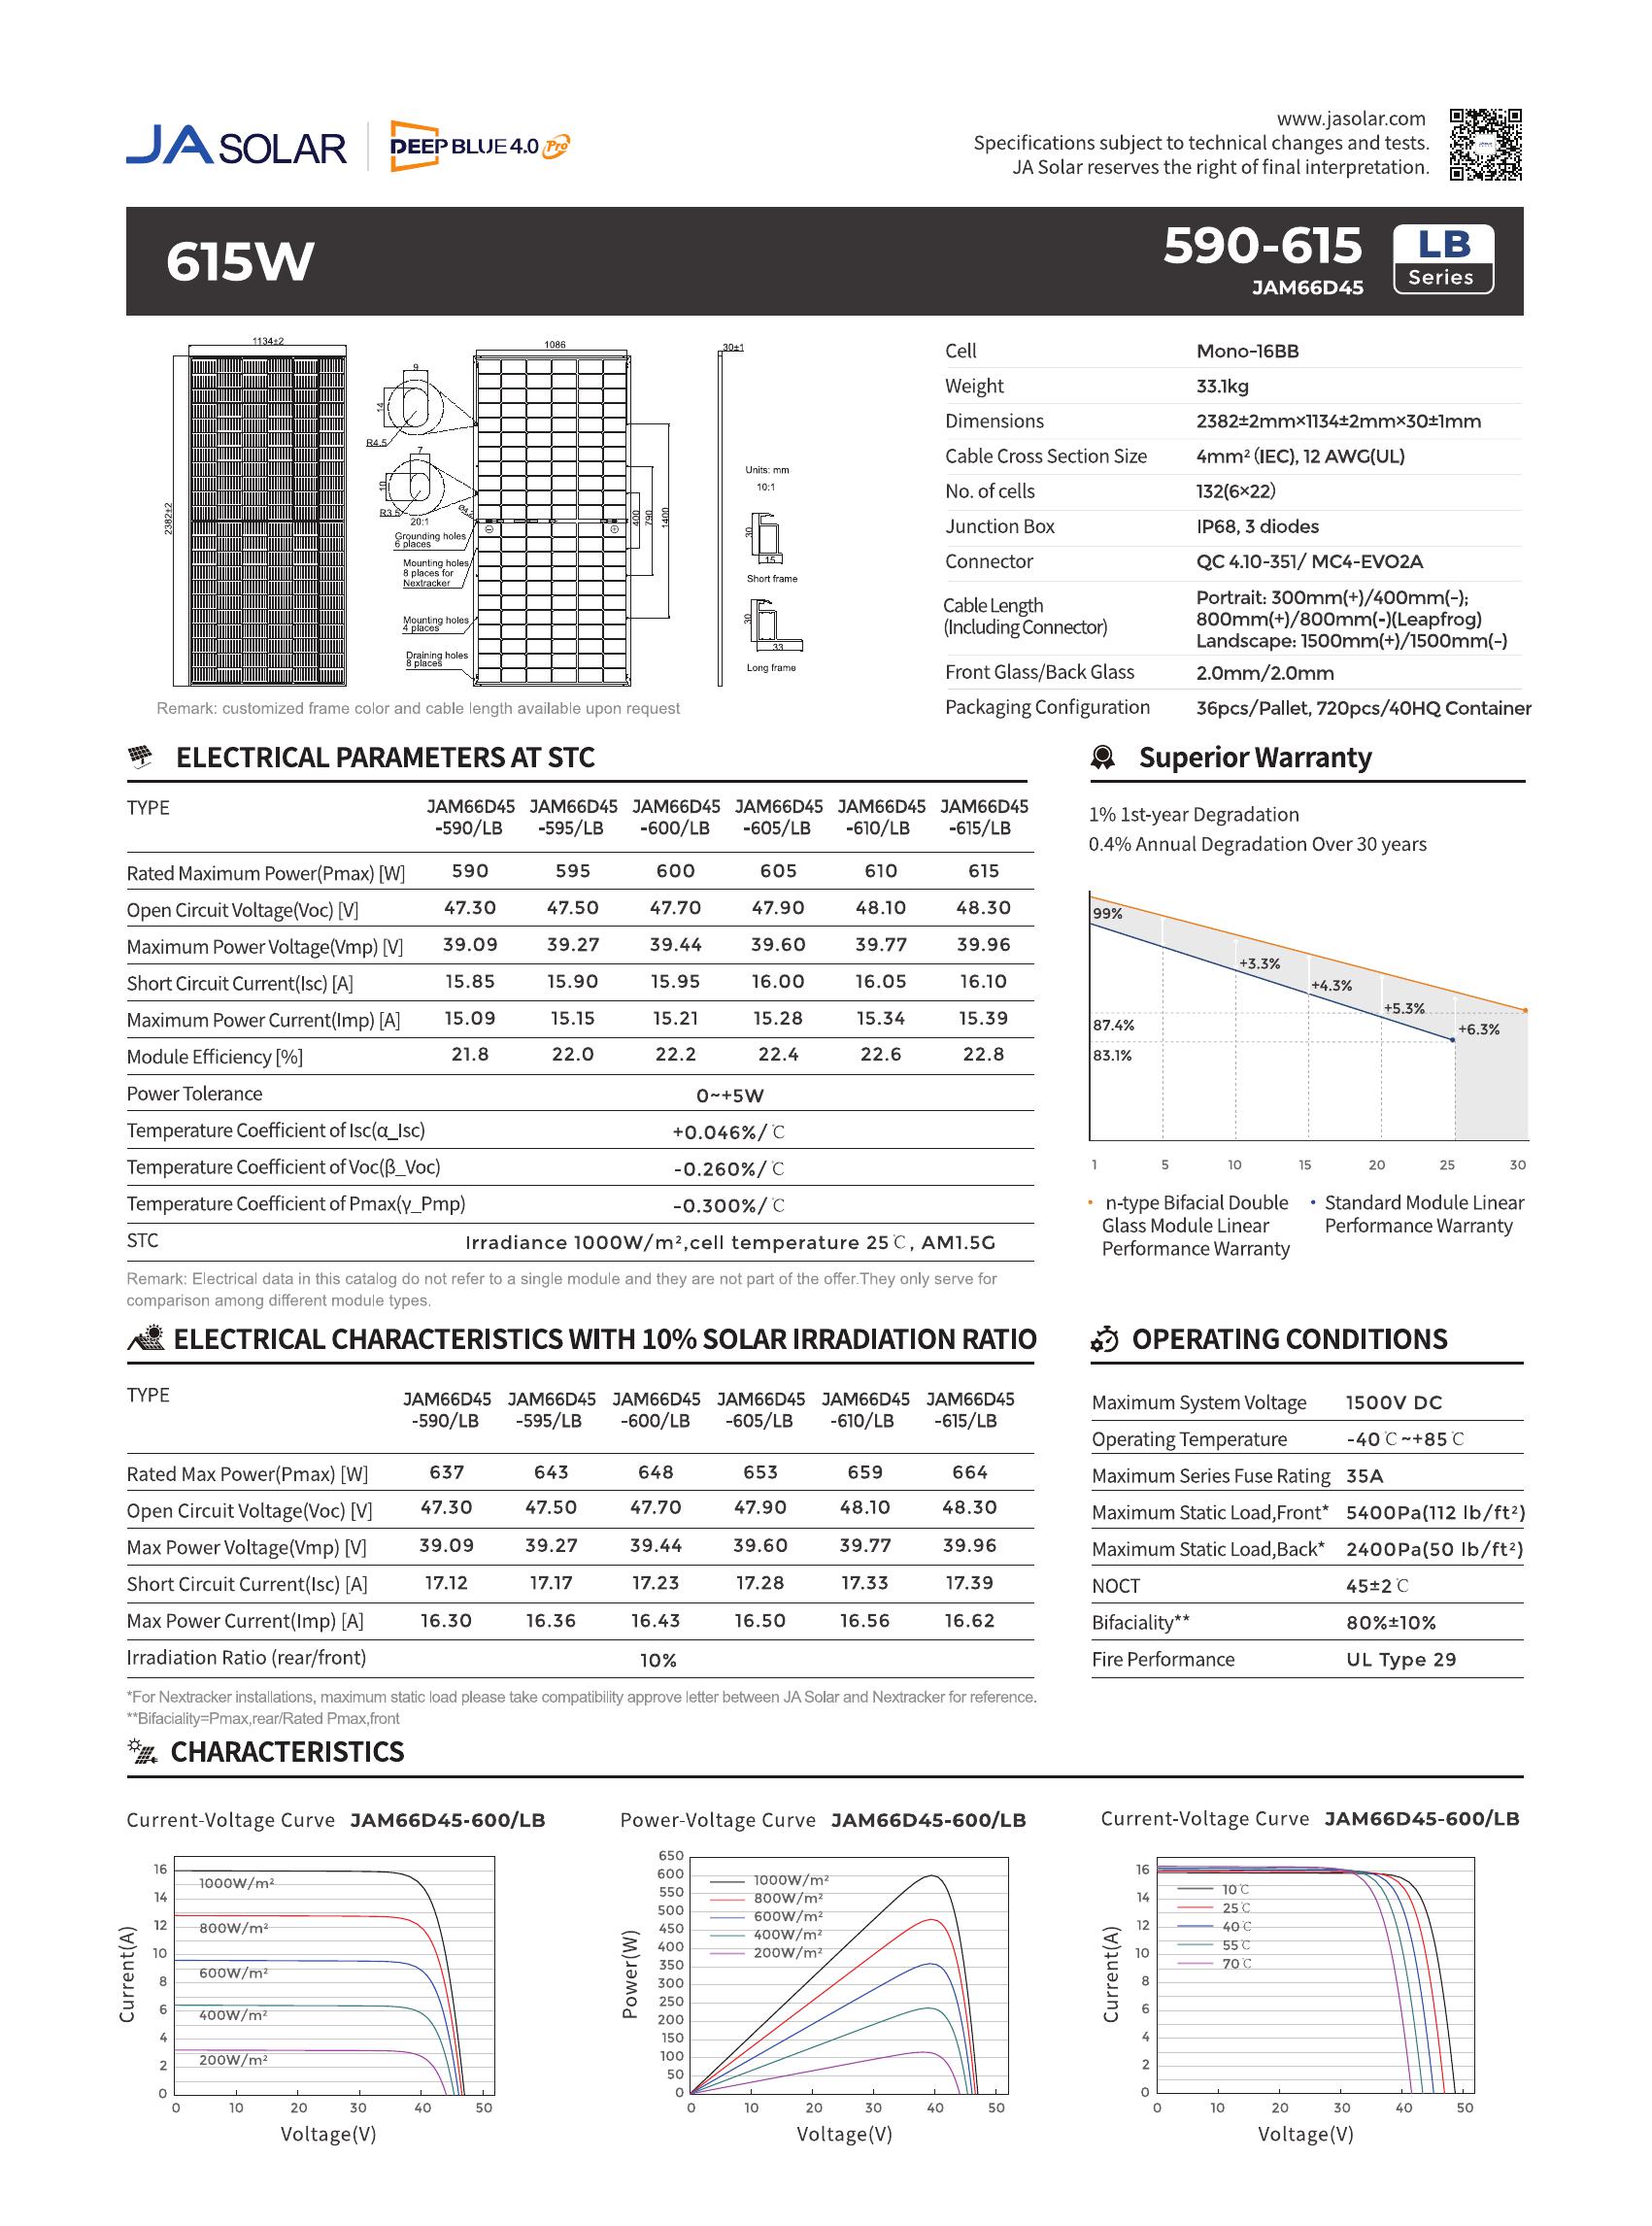 JA SOLAR
DEEP BLUE 4.0 Pro
www.jasolar.com
Specifications subject to technical changes and tests.
JA Solar reserves the right of final interpretation.
615W
590-615
JAM66D45
LB
Series
1134±2
2382±2
9
14
R4.5
7
10
R3.5
20:1
Grounding holes
6 places
Mounting holes
8 places for
Nextracker
Mounting holes
4 places
Draining holes
8 places
1086
400
790
1400
30±1
Units: mm
10:1
30
15
Short frame
30
33
Long frame
Remark: customized frame color and cable length available upon request
Cell Mono-16BB
Weight 33.1kg
Dimensions 2382±2mm×1134±2mm×30±1mm
Cable Cross Section Size 4mm² (IEC), 12 AWG(UL)
No. of cells 132(6×22)
Junction Box IP68, 3 diodes
Connector QC 4.10-351/ MC4-EVO2A
Cable Length
(Including Connector)
Portrait: 300mm(+)/400mm(-);
800mm(+)/800mm(-)(Leapfrog)
Landscape: 1500mm(+)/1500mm(-)
Front Glass/Back Glass 2.0mm/2.0mm
Packaging Configuration 36pcs/Pallet, 720pcs/40HQ Container
ELECTRICAL PARAMETERS AT STC
TYPE JAM66D45 JAM66D45 JAM66D45 JAM66D45 JAM66D45 JAM66D45
-590/LB -595/LB -600/LB -605/LB -610/LB -615/LB
Rated Maximum Power(Pmax) [W] 590 595 600 605 610 615
Open Circuit Voltage(Voc) [V] 47.30 47.50 47.70 47.90 48.10 48.30
Maximum Power Voltage(Vmp) [V] 39.09 39.27 39.44 39.60 39.77 39.96
Short Circuit Current(Isc) [A] 15.85 15.90 15.95 16.00 16.05 16.10
Maximum Power Current(Imp) [A] 15.09 15.15 15.21 15.28 15.34 15.39
Module Efficiency [%] 21.8 22.0 22.2 22.4 22.6 22.8
Power Tolerance 0~+5W
Temperature Coefficient of Isc(α_Isc) +0.046%/℃
Temperature Coefficient of Voc(β_Voc) -0.260%/℃
Temperature Coefficient of Pmax(γ_Pmp) -0.300%/℃
STC Irradiance 1000W/m²,cell temperature 25℃, AM1.5G
Remark: Electrical data in this catalog do not refer to a single module and they are not part of the offer.They only serve for
comparison among different module types.
Superior Warranty
1% 1st-year Degradation
0.4% Annual Degradation Over 30 years
99%
+3.3%
+4.3%
+5.3%
+6.3%
87.4%
83.1%
1 5 10 15 20 25 30
n-type Bifacial Double
Glass Module Linear
Performance Warranty
Standard Module Linear
Performance Warranty
ELECTRICAL CHARACTERISTICS WITH 10% SOLAR IRRADIATION RATIO
TYPE JAM66D45 JAM66D45 JAM66D45 JAM66D45 JAM66D45 JAM66D45
-590/LB -595/LB -600/LB -605/LB -610/LB -615/LB
Rated Max Power(Pmax) [W] 637 643 648 653 659 664
Open Circuit Voltage(Voc) [V] 47.30 47.50 47.70 47.90 48.10 48.30
Max Power Voltage(Vmp) [V] 39.09 39.27 39.44 39.60 39.77 39.96
Short Circuit Current(Isc) [A] 17.12 17.17 17.23 17.28 17.33 17.39
Max Power Current(Imp) [A] 16.30 16.36 16.43 16.50 16.56 16.62
Irradiation Ratio (rear/front) 10%
*For Nextracker installations, maximum static load please take compatibility approve letter between JA Solar and Nextracker for reference.
**Bifaciality=Pmax,rear/Rated Pmax,front
OPERATING CONDITIONS
Maximum System Voltage 1500V DC
Operating Temperature -40℃~+85℃
Maximum Series Fuse Rating 35A
Maximum Static Load,Front* 5400Pa(112 lb/ft²)
Maximum Static Load,Back* 2400Pa(50 lb/ft²)
NOCT 45±2℃
Bifaciality** 80%±10%
Fire Performance UL Type 29
CHARACTERISTICS
Current-Voltage Curve JAM66D45-600/LB
Current(A)
16
14
12
10
8
6
4
2
0
1000W/m²
800W/m²
600W/m²
400W/m²
200W/m²
0 10 20 30 40 50
Voltage(V)
Power-Voltage Curve JAM66D45-600/LB
Power(W)
650
600
550
500
450
400
350
300
250
200
150
100
50
0
1000W/m²
800W/m²
600W/m²
400W/m²
200W/m²
0 10 20 30 40 50
Voltage(V)
Current-Voltage Curve JAM66D45-600/LB
Current(A)
16
14
12
10
8
6
4
2
0
10℃
25℃
40℃
55℃
70℃
0 10 20 30 40 50
Voltage(V)